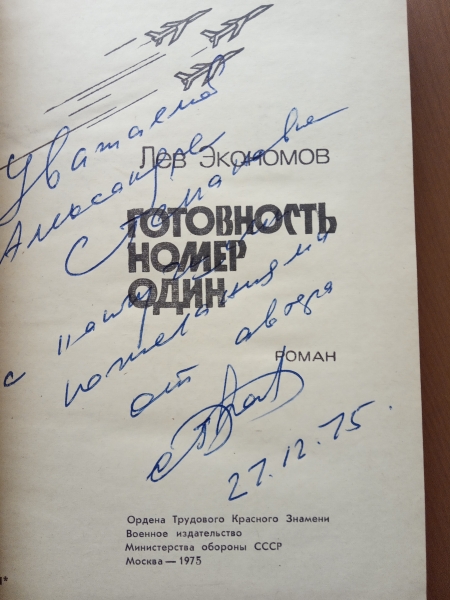 Уважаемой
Лев Экономов
Александре
Степановне
ГОТОВНОСТЬ
НОМЕР
ОДИН
с наилучшими
пожеланиями
от автора
РОМАН
27.12.75.
Ордена Трудового Красного Знамени
Военное издательство
Министерства обороны СССР
Москва — 1975